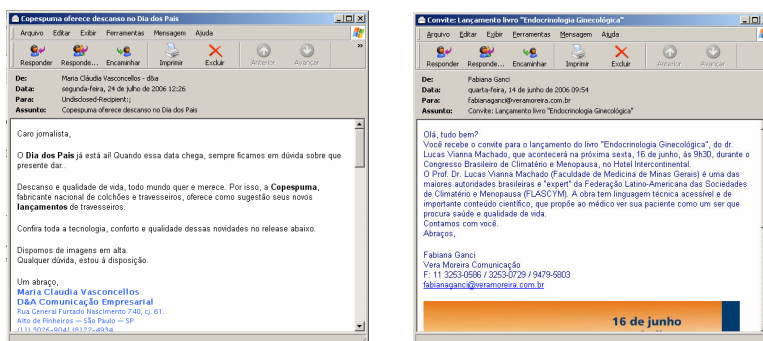 Copespuma oferece descanso no Dia dos Pais
Arquivo Editar Exibir Ferramentas Mensagem Ajuda
Responder Responde... Encaminhar Imprimir Excluir Anterior Avançar
De: Maria Cláudia Vasconcellos - d&a
Data: segunda-feira, 24 de julho de 2006 12:26
Para: Undisclosed-Recipient:;
Assunto: Copespuma oferece descanso no Dia dos Pais
Caro jornalista,
O Dia dos Pais já está aí! Quando essa data chega, sempre ficamos em dúvida sobre que
presente dar...
Descanso e qualidade de vida, todo mundo quer e merece. Por isso, a Copespuma,
fabricante nacional de colchões e travesseiros, oferece como sugestão seus novos
lançamentos de travesseiros.
Confira toda a tecnologia, conforto e qualidade dessas novidades no release abaixo.
Dispomos de imagens em alta.
Qualquer dúvida, estou á disposição.
Um abraço,
Maria Claudia Vasconcellos
D&A Comunicação Empresarial
Rua General Furtado Nascimento 740, cj. 61.
Alto de Pinheiros — São Paulo — SP
(11) 3026-9041/8122-4934
Convite: Lançamento livro "Endocrinologia Ginecológica"
Arquivo Editar Exibir Ferramentas Mensagem Ajuda
Responder Responde... Encaminhar Imprimir Excluir Anterior Avançar
De: Fabiana Ganci
Data: quarta-feira, 14 de junho de 2006 09:54
Para: fabianaganci@veramoreira.com.br
Assunto: Convite: Lançamento livro "Endocrinologia Ginecológica"
Olá, tudo bem?
Você recebe o convite para o lançamento do livro "Endocrinologia Ginecológica", do dr.
Lucas Vianna Machado, que acontecerá na próxima sexta, 16 de junho, às 9h30, durante o
Congresso Brasileiro de Climatério e Menopausa, no Hotel Intercontinental.
O Prof. Dr. Lucas Vianna Machado (Faculdade de Medicina de Minas Gerais) é uma das
maiores autoridades brasileiras e "expert" da Federação Latino-Americana das Sociedades
de Climatério e Menopausa (FLASCYM). A obra tem linguagem técnica acessível e de
importante conteúdo científico, que propõe ao médico ver sua paciente como um ser que
procura saúde e qualidade de vida.
Contamos com você.
Abraços,
Fabiana Ganci
Vera Moreira Comunicação
F: 11 3253-0586 / 3253-0729 / 9479-5803
fabianaganci@veramoreira.com.br
16 de junho